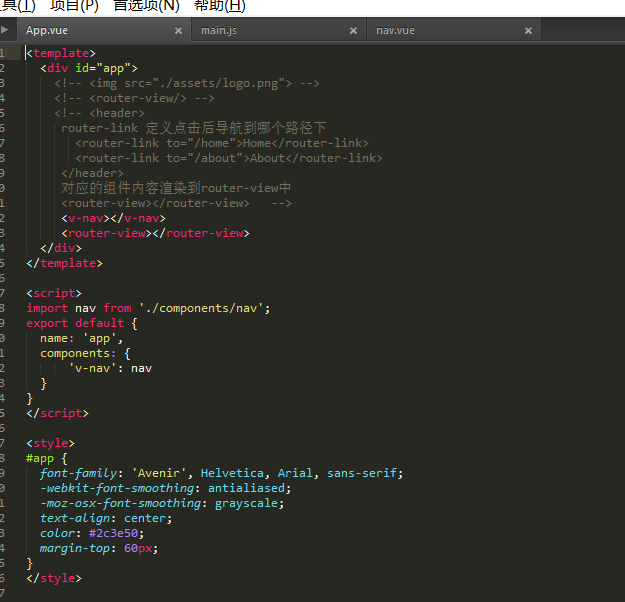 具(T) 项目(P) 首选项(N) 帮助(H)
App.vue × main.js × nav.vue ×
1 <template>
2 <div id="app">
3 <!-- <img src="./assets/logo.png"> -->
4 <!-- <router-view/> -->
5 <!-- <header>
6 router-link 定义点击后导航到哪个路径下
7 <router-link to="/home">Home</router-link>
8 <router-link to="/about">About</router-link>
9 </header>
0 对应的组件内容渲染到router-view中
1 <router-view></router-view> -->
2 <v-nav></v-nav>
3 <router-view></router-view>
4 </div>
5 </template>
6
7 <script>
8 import nav from './components/nav';
9 export default {
0 name: 'app',
1 components: {
2 'v-nav': nav
3 }
4 }
5 </script>
6
7 <style>
8 #app {
9 font-family: 'Avenir', Helvetica, Arial, sans-serif;
0 -webkit-font-smoothing: antialiased;
1 -moz-osx-font-smoothing: grayscale;
2 text-align: center;
3 color: #2c3e50;
4 margin-top: 60px;
5 }
6 </style>
7